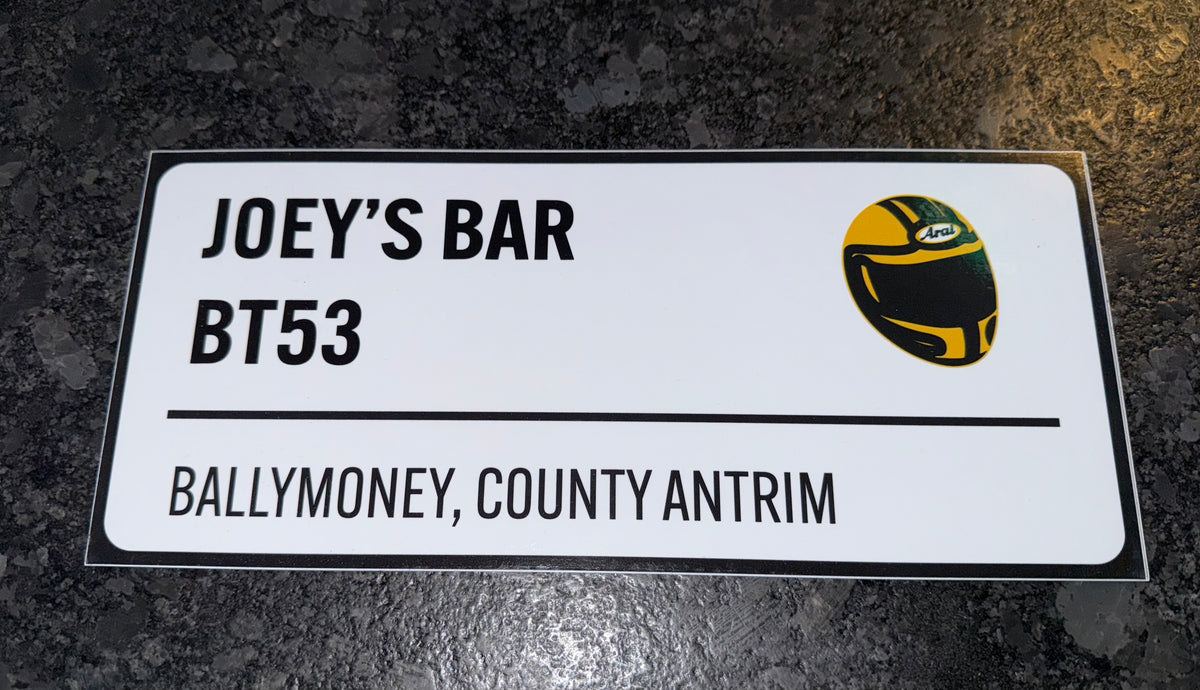 JOEY'S BAR
Arai
BT53
BALLYMONEY, COUNTY ANTRIM